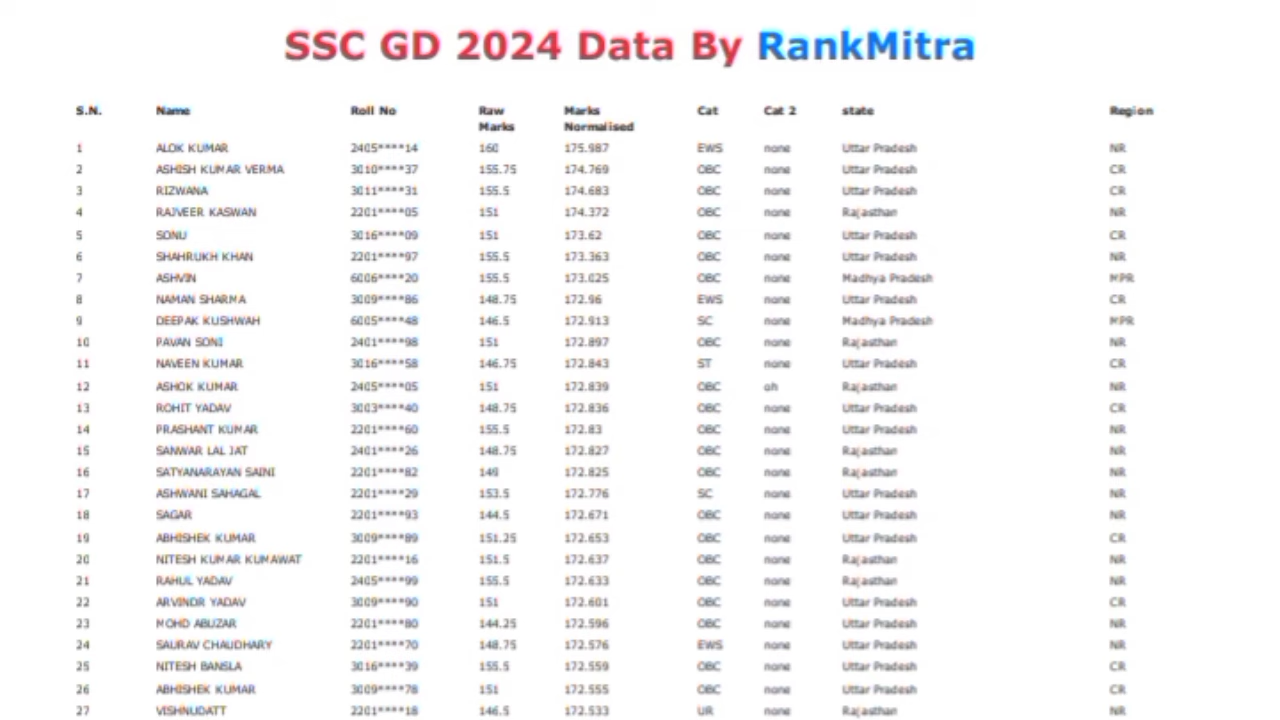 SSC GD 2024 Data By RankMitra
S.N. Name Roll No Raw Marks Marks Normalised Cat Cat 2 state Region
1 ALOK KUMAR 2405****14 160 175.987 EWS none Uttar Pradesh NR
2 ASHISH KUMAR VERMA 3010****37 155.75 174.769 OBC none Uttar Pradesh CR
3 RIZWANA 3011****31 155.5 174.683 OBC none Uttar Pradesh CR
4 RAJVEER KASWAN 2201****05 151 174.372 OBC none Rajasthan NR
5 SONU 3016****09 151 173.62 OBC none Uttar Pradesh CR
6 SHAHRUKH KHAN 2201****97 155.5 173.363 OBC none Uttar Pradesh NR
7 ASHVIN 6006****20 155.5 173.025 OBC none Madhya Pradesh MPR
8 NAMAN SHARMA 3009****86 148.75 172.96 EWS none Uttar Pradesh CR
9 DEEPAK KUSHWAH 6005****48 146.5 172.913 SC none Madhya Pradesh MPR
10 PAVAN SONI 2401****98 151 172.897 OBC none Rajasthan NR
11 NAVEEN KUMAR 3016****58 146.75 172.843 ST none Uttar Pradesh CR
12 ASHOK KUMAR 2405****05 151 172.839 OBC oh Rajasthan NR
13 ROHIT YADAV 3003****40 148.75 172.836 OBC none Uttar Pradesh CR
14 PRASHANT KUMAR 2201****60 155.5 172.83 OBC none Uttar Pradesh NR
15 SANWAR LAL JAT 2401****26 148.75 172.827 OBC none Rajasthan NR
16 SATYANARAYAN SAINI 2201****82 149 172.825 OBC none Rajasthan NR
17 ASHWANI SAHAGAL 2201****29 153.5 172.776 SC none Uttar Pradesh NR
18 SAGAR 2201****93 144.5 172.671 OBC none Uttar Pradesh NR
19 ABHISHEK KUMAR 3009****89 151.25 172.653 OBC none Uttar Pradesh CR
20 NITESH KUMAR KUMAWAT 2201****16 151.5 172.637 OBC none Rajasthan NR
21 RAHUL YADAV 2405****99 155.5 172.633 OBC none Rajasthan NR
22 ARVINDR YADAV 3009****90 151 172.601 OBC none Uttar Pradesh CR
23 MOHD ABUZAR 2201****80 144.25 172.596 OBC none Uttar Pradesh NR
24 SAURAV CHAUDHARY 2201****70 148.75 172.576 EWS none Uttar Pradesh NR
25 NITESH BANSLA 3016****39 155.5 172.559 OBC none Uttar Pradesh CR
26 ABHISHEK KUMAR 3009****78 151 172.555 OBC none Uttar Pradesh CR
27 VISHNUDATT 2201****18 146.5 172.533 UR none Rajasthan NR